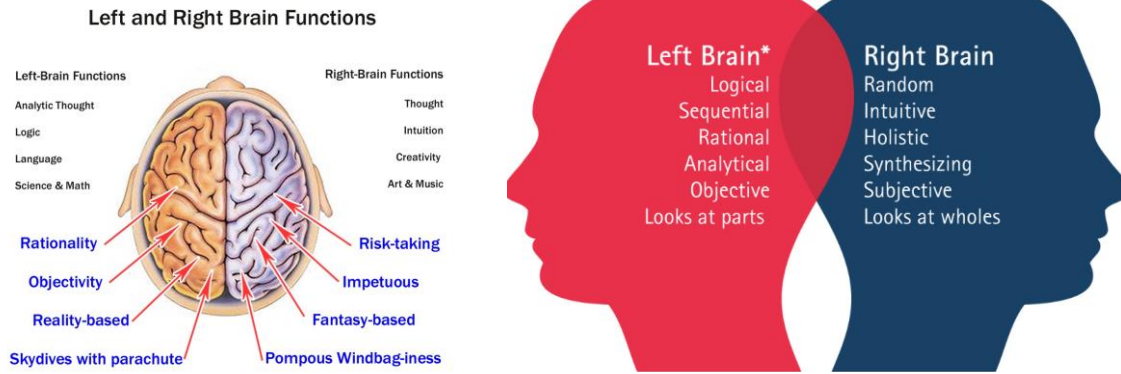 Left and Right Brain Functions
Left-Brain Functions
Analytic Thought
Logic
Language
Science & Math
Right-Brain Functions
Thought
Intuition
Creativity
Art & Music
Rationality
Objectivity
Reality-based
Skydives with parachute
Risk-taking
Impetuous
Fantasy-based
Pompous Windbag-iness
Left Brain*
Logical
Sequential
Rational
Analytical
Objective
Looks at parts
Right Brain
Random
Intuitive
Holistic
Synthesizing
Subjective
Looks at wholes